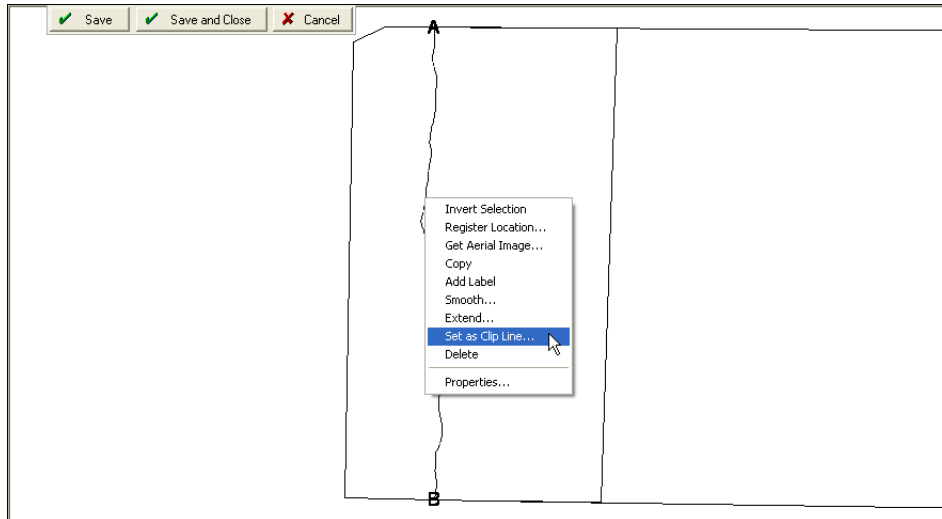 Save Save and Close Cancel
A
Invert Selection
Register Location...
Get Aerial Image...
Copy
Add Label
Smooth...
Extend...
Set as Clip Line...
Delete
Properties...
B